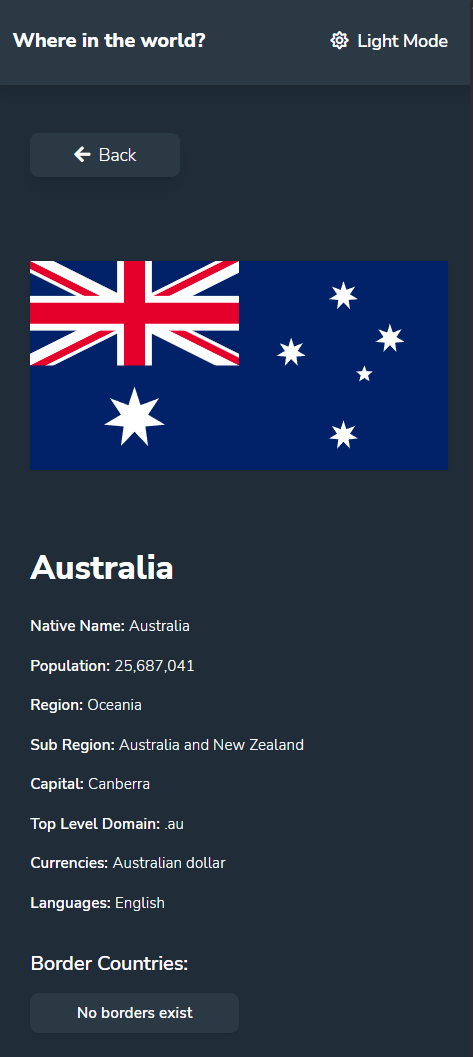 Where in the world?
Light Mode
Back
Australia
Native Name: Australia
Population: 25,687,041
Region: Oceania
Sub Region: Australia and New Zealand
Capital: Canberra
Top Level Domain: .au
Currencies: Australian dollar
Languages: English
Border Countries:
No borders exist